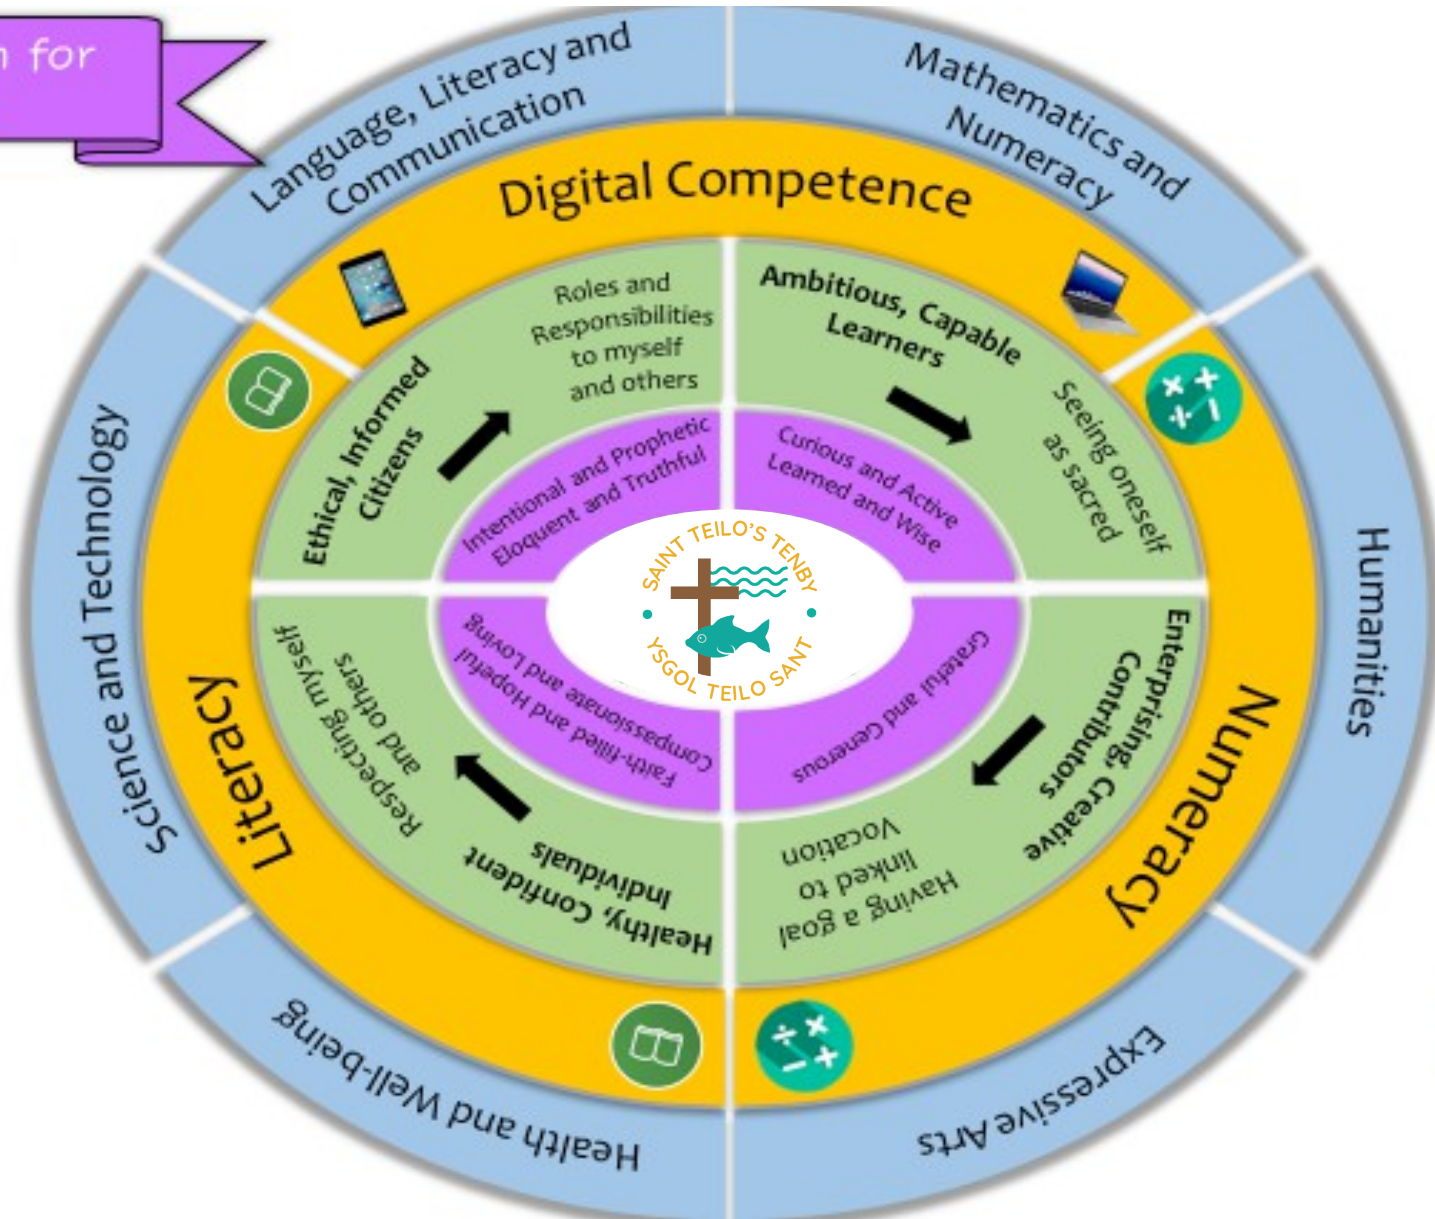 for
Language, Literacy and
Communication
Mathematics and
Numeracy
Humanities
Expressive Arts
Health and Well-being
Science and Technology
Digital Competence
Numeracy
Literacy
Ethical, Informed
Citizens
Roles and
Responsibilities
to myself
and others
Ambitious, Capable
Learners
Seeing oneself
as sacred
Enterprising, Creative
Contributors
Having a goal
linked to
Vocation
Healthy, Confident
Individuals
Respecting myself
and others
Intentional and Prophetic
Eloquent and Truthful
Curious and Active
Learned and Wise
Grateful and Generous
Faith-filled and Hopeful
Compassionate and Loving
SAINT TEILO'S TENBY
YSGOL TEILO SANT